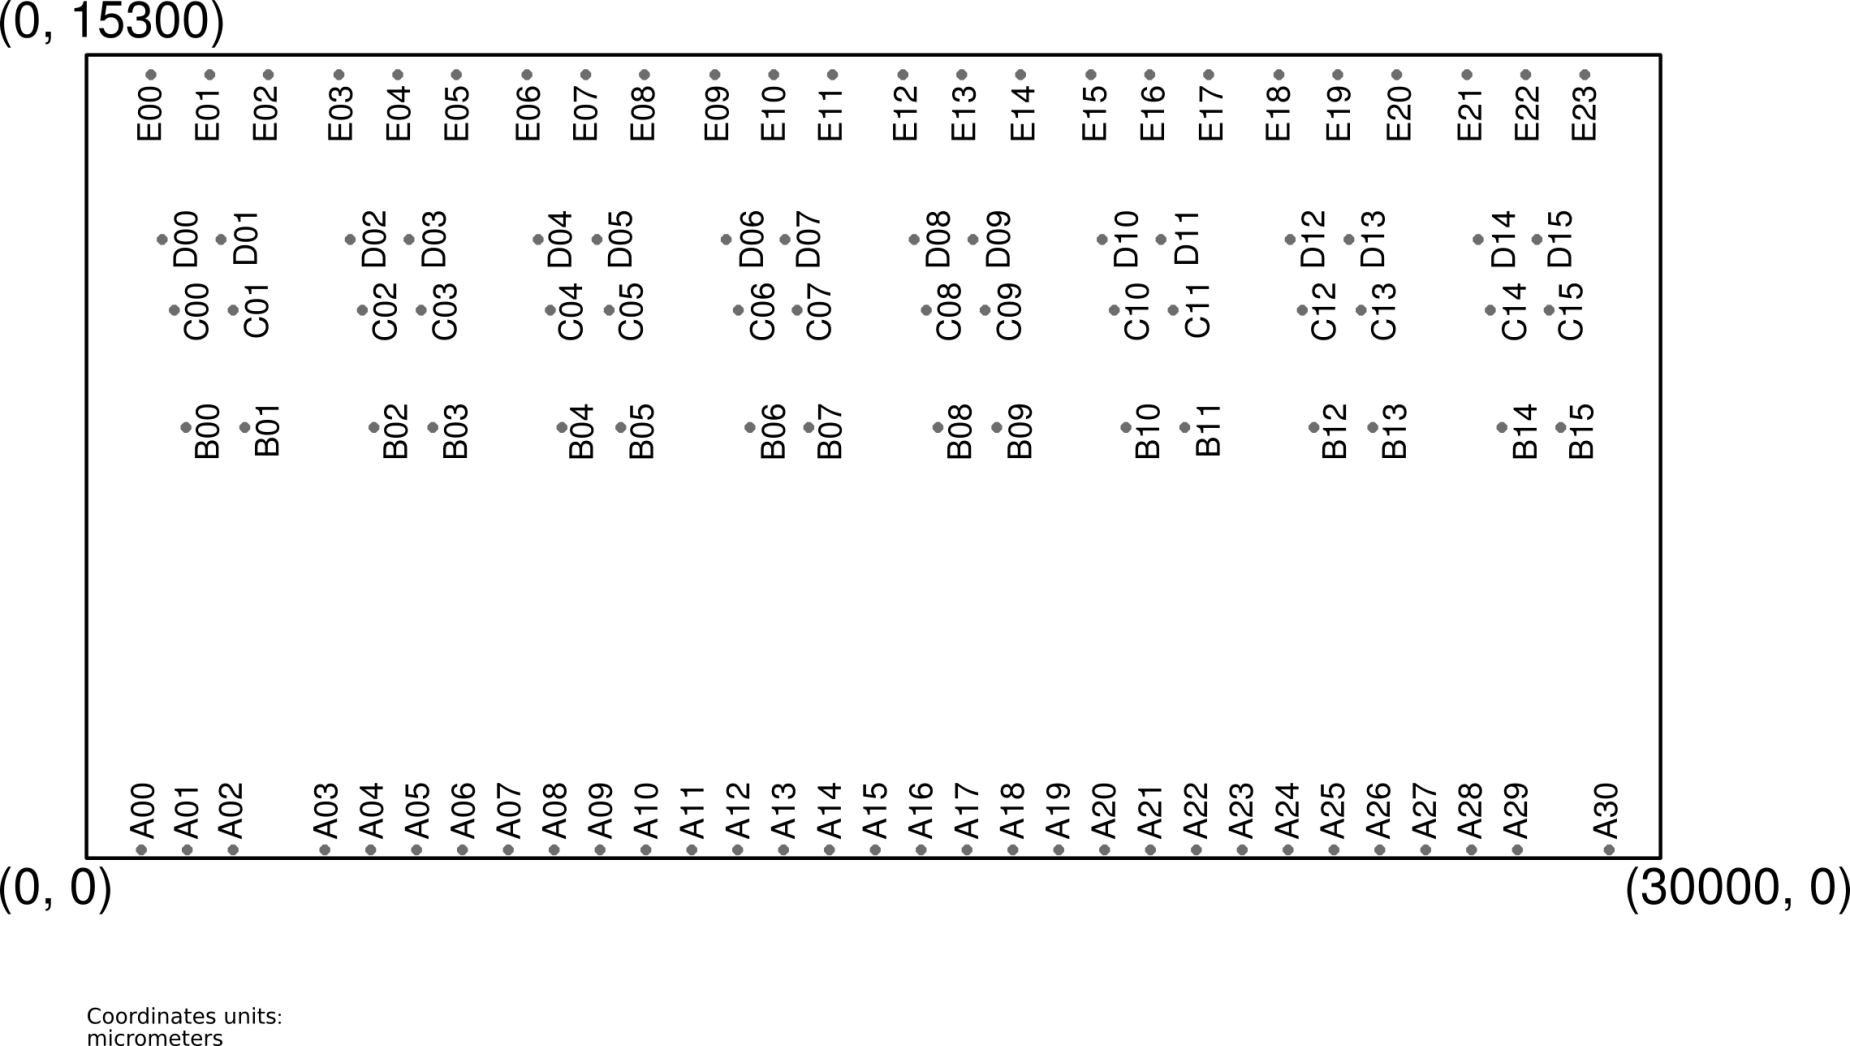 (0, 15300)
E00 E01 E02 E03 E04 E05 E06 E07 E08 E09 E10 E11 E12 E13 E14 E15 E16 E17 E18 E19 E20 E21 E22 E23
D00 D01 D02 D03 D04 D05 D06 D07 D08 D09 D10 D11 D12 D13 D14 D15
C00 C01 C02 C03 C04 C05 C06 C07 C08 C09 C10 C11 C12 C13 C14 C15
B00 B01 B02 B03 B04 B05 B06 B07 B08 B09 B10 B11 B12 B13 B14 B15
A00 A01 A02 A03 A04 A05 A06 A07 A08 A09 A10 A11 A12 A13 A14 A15 A16 A17 A18 A19 A20 A21 A22 A23 A24 A25 A26 A27 A28 A29 A30
(0, 0) (30000, 0)
Coordinates units:
micrometers